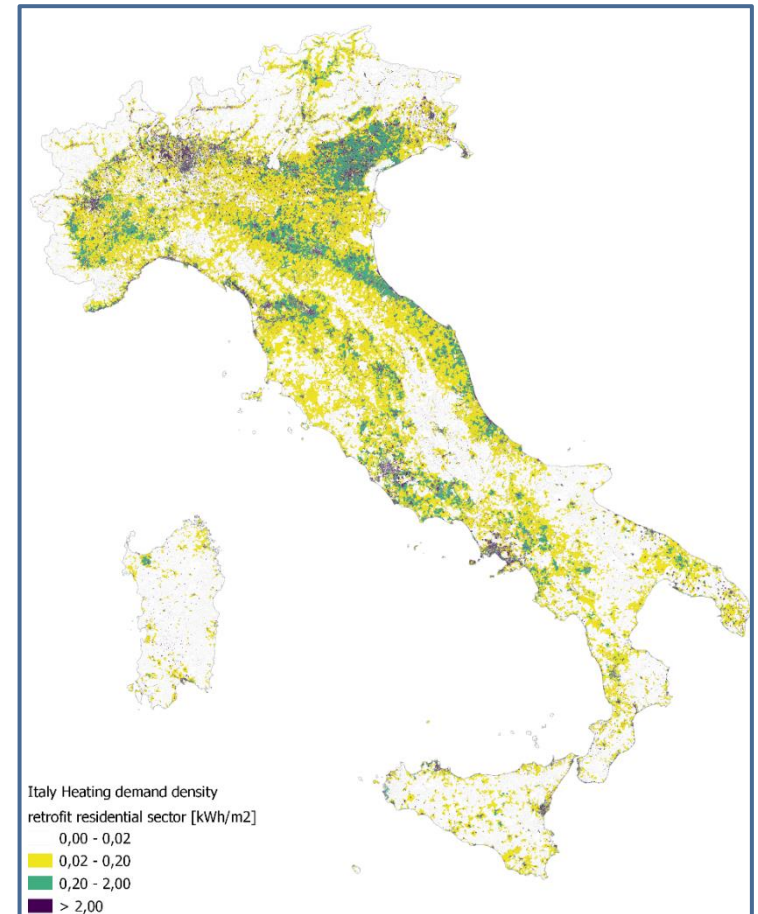 Italy Heating demand density
retrofit residential sector [kWh/m2]
0,00 - 0,02
0,02 - 0,20
0,20 - 2,00
> 2,00